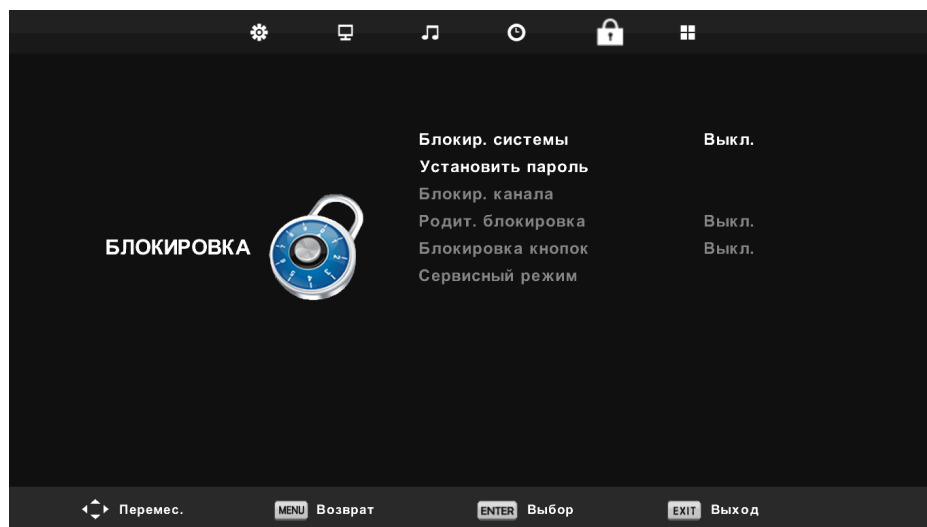 Блокир. системы Выкл.
Установить пароль
Блокир. канала
Родит. блокировка Выкл.
БЛОКИРОВКА
Блокировка кнопок Выкл.
Сервисный режим
Перемес. MENU Возврат ENTER Выбор EXIT Выход